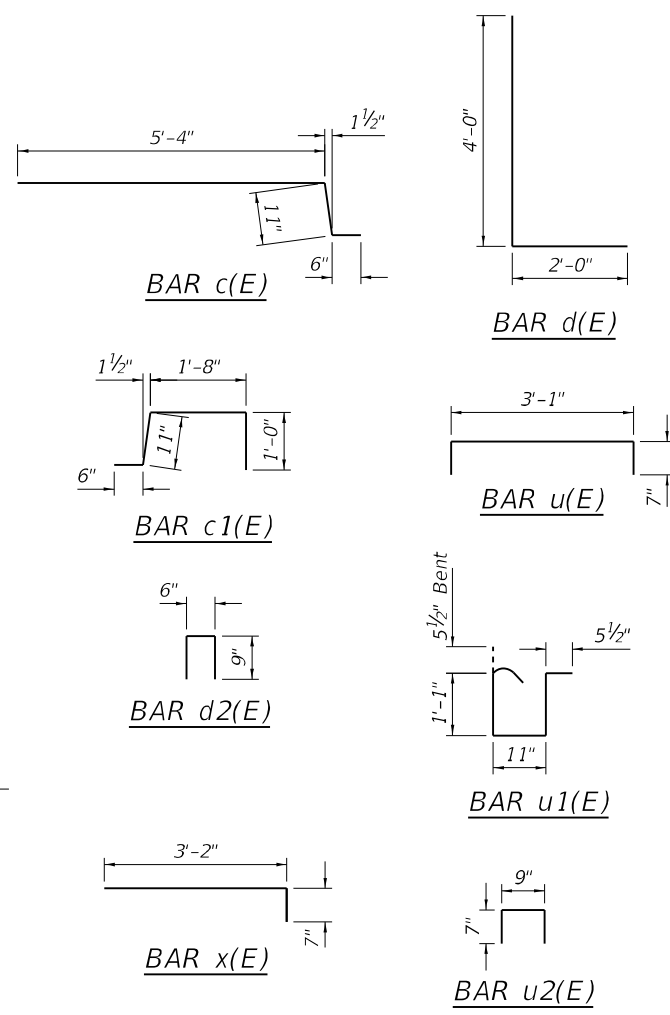 5'-4"
1½"
11"
6"
BAR c(E)
4'-0"
2'-0"
BAR d(E)
1½"
1'-8"
11"
1'-0"
6"
BAR c1(E)
3'-1"
7"
BAR u(E)
6"
9"
BAR d2(E)
5½" Bent
5½"
1'-1"
11"
BAR u1(E)
3'-2"
7"
BAR x(E)
9"
7"
BAR u2(E)